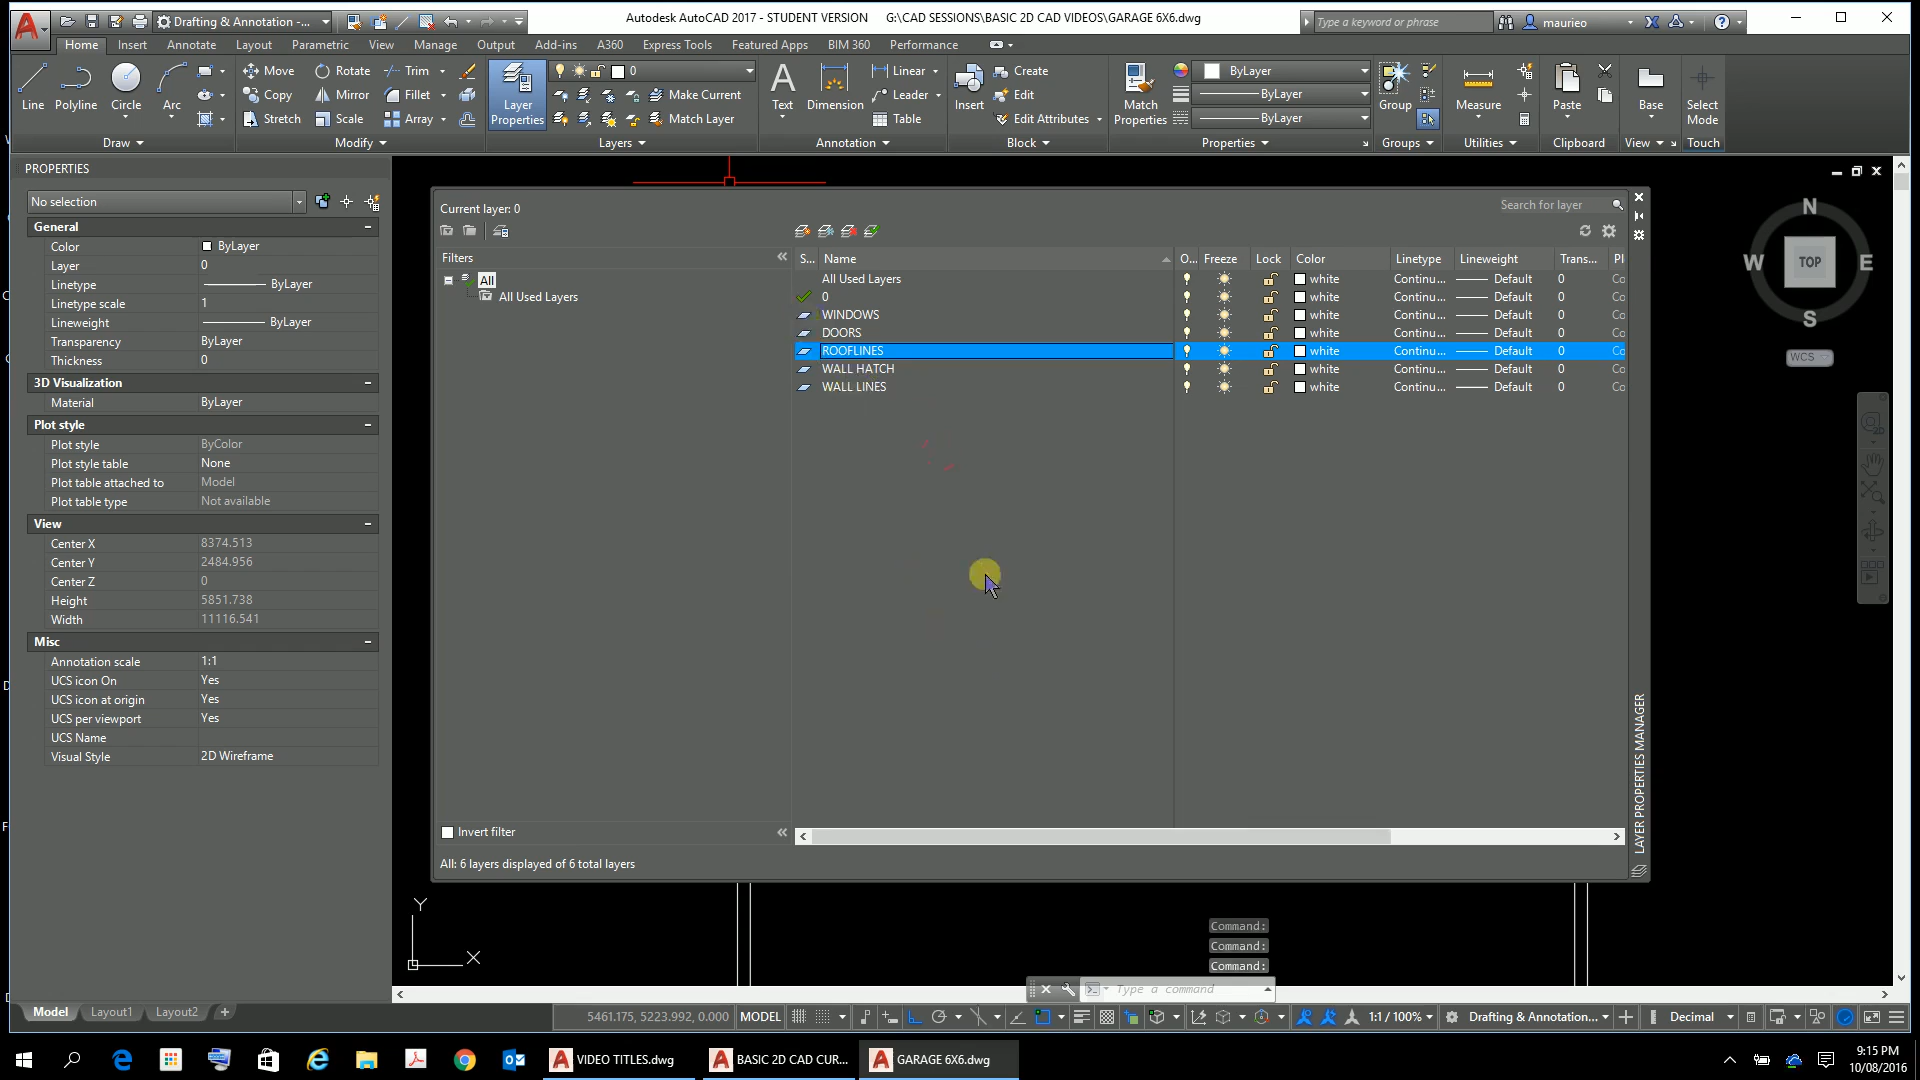 Drafting & Annotation -...
Autodesk AutoCAD 2017 - STUDENT VERSION G:\CAD SESSIONS\BASIC 2D CAD VIDEOS\GARAGE 6X6.dwg
Type a keyword or phrase
maurieo
Home Insert Annotate Layout Parametric View Manage Output Add-ins A360 Express Tools Featured Apps BIM 360 Performance
Line Polyline Circle Arc
Draw
Move Rotate Trim
Copy Mirror Fillet
Stretch Scale Array
Modify
Layer Properties
0
Make Current
Match Layer
Layers
Text Dimension
Linear
Leader
Table
Annotation
Insert
Create
Edit
Edit Attributes
Block
Match Properties
ByLayer
ByLayer
ByLayer
Properties
Group
Groups
Measure
Utilities
Paste
Clipboard
Base
View
Select Mode
Touch
PROPERTIES
No selection
General
Color ByLayer
Layer 0
Linetype ByLayer
Linetype scale 1
Lineweight ByLayer
Transparency ByLayer
Thickness 0
3D Visualization
Material ByLayer
Plot style
Plot style ByColor
Plot style table None
Plot table attached to Model
Plot table type Not available
View
Center X 8374.513
Center Y 2484.956
Center Z 0
Height 5851.738
Width 11116.541
Misc
Annotation scale 1:1
UCS icon On Yes
UCS icon at origin Yes
UCS per viewport Yes
UCS Name
Visual Style 2D Wireframe
Current layer: 0
Search for layer
Filters
All
All Used Layers
S... Name O... Freeze Lock Color Linetype Lineweight Trans... Pl
All Used Layers white Continu... Default 0 Co
0 white Continu... Default 0 Co
WINDOWS white Continu... Default 0 Co
DOORS white Continu... Default 0 Co
ROOFLINES white Continu... Default 0 Co
WALL HATCH white Continu... Default 0 Co
WALL LINES white Continu... Default 0 Co
Invert filter
All: 6 layers displayed of 6 total layers
LAYER PROPERTIES MANAGER
N
W TOP E
S
WCS
Y
X
Command:
Command:
Command:
Type a command
Model Layout1 Layout2 +
5461.175, 5223.992, 0.000 MODEL 1:1 / 100% Drafting & Annotation... Decimal
VIDEO TITLES.dwg
BASIC 2D CAD CUR...
GARAGE 6X6.dwg
9:15 PM
10/08/2016